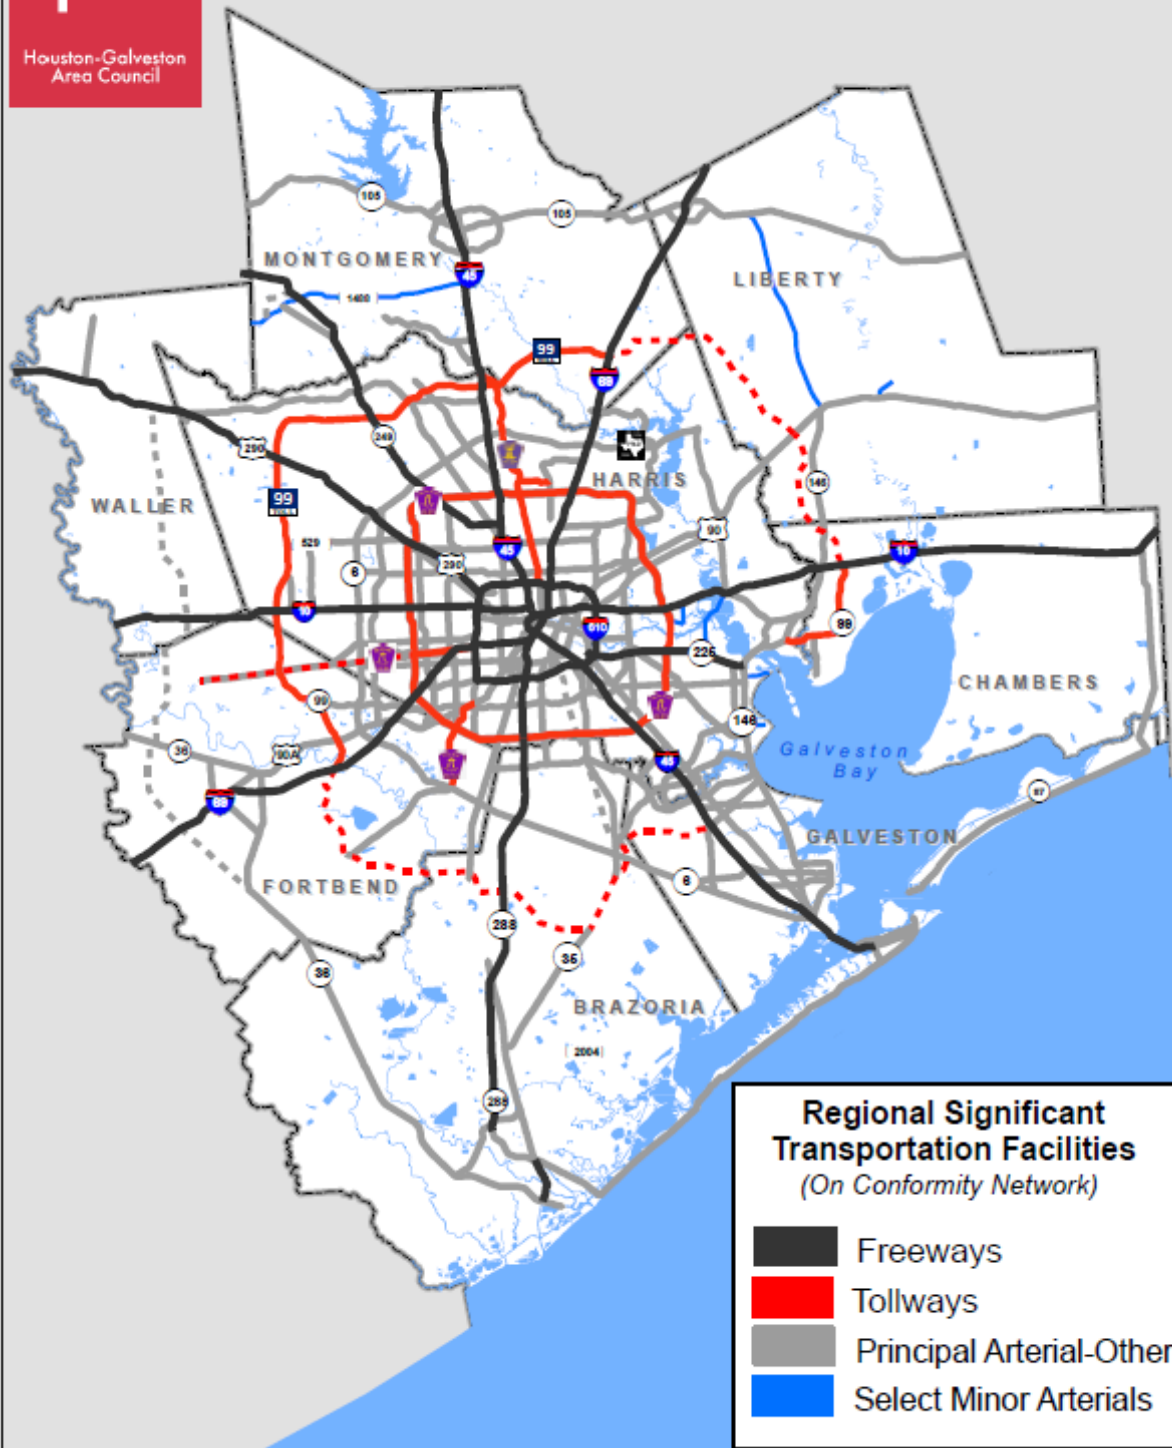 Houston-Galveston
Area Council
105
105
MONTGOMERY
45
LIBERTY
99
69
249
290
HARRIS
146
99
WALLER
90
529
45
10
290
6
10
610
99
225
CHAMBERS
99
146
36
90A
45
Galveston
Bay
69
87
GALVESTON
6
FORTBEND
288
35
36
BRAZORIA
2004
288
Regional Significant
Transportation Facilities
(On Conformity Network)
Freeways
Tollways
Principal Arterial-Other
Select Minor Arterials